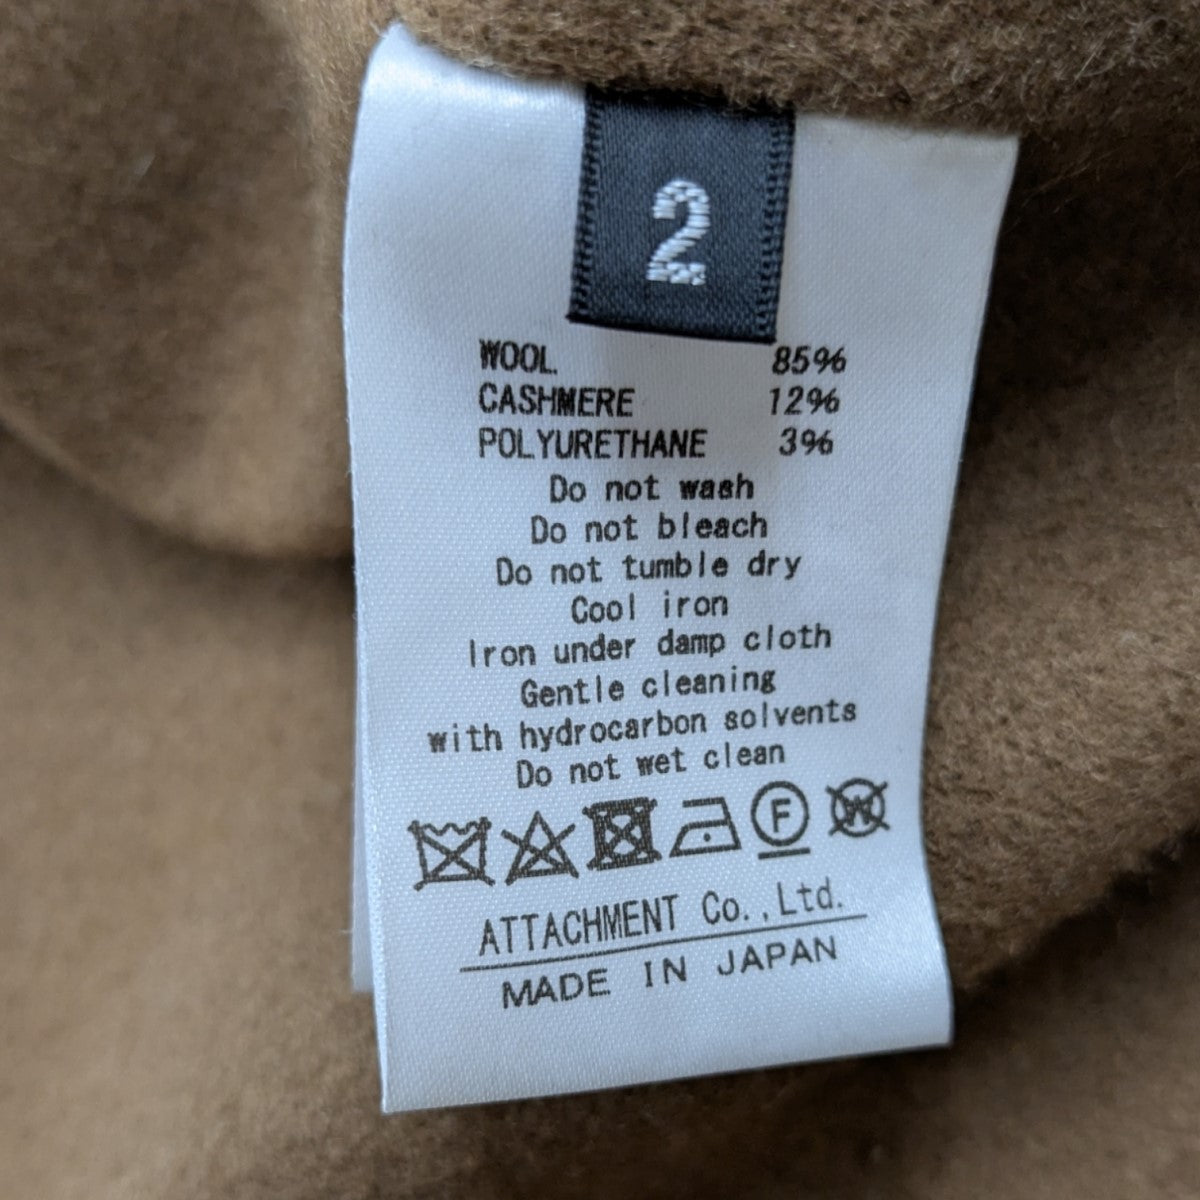 2
WOOL 85%
CASHMERE 12%
POLYURETHANE 3%
Do not wash
Do not bleach
Do not tumble dry
Cool iron
Iron under damp cloth
Gentle cleaning
with hydrocarbon solvents
Do not wet clean
F W
ATTACHMENT Co.,Ltd.
MADE IN JAPAN